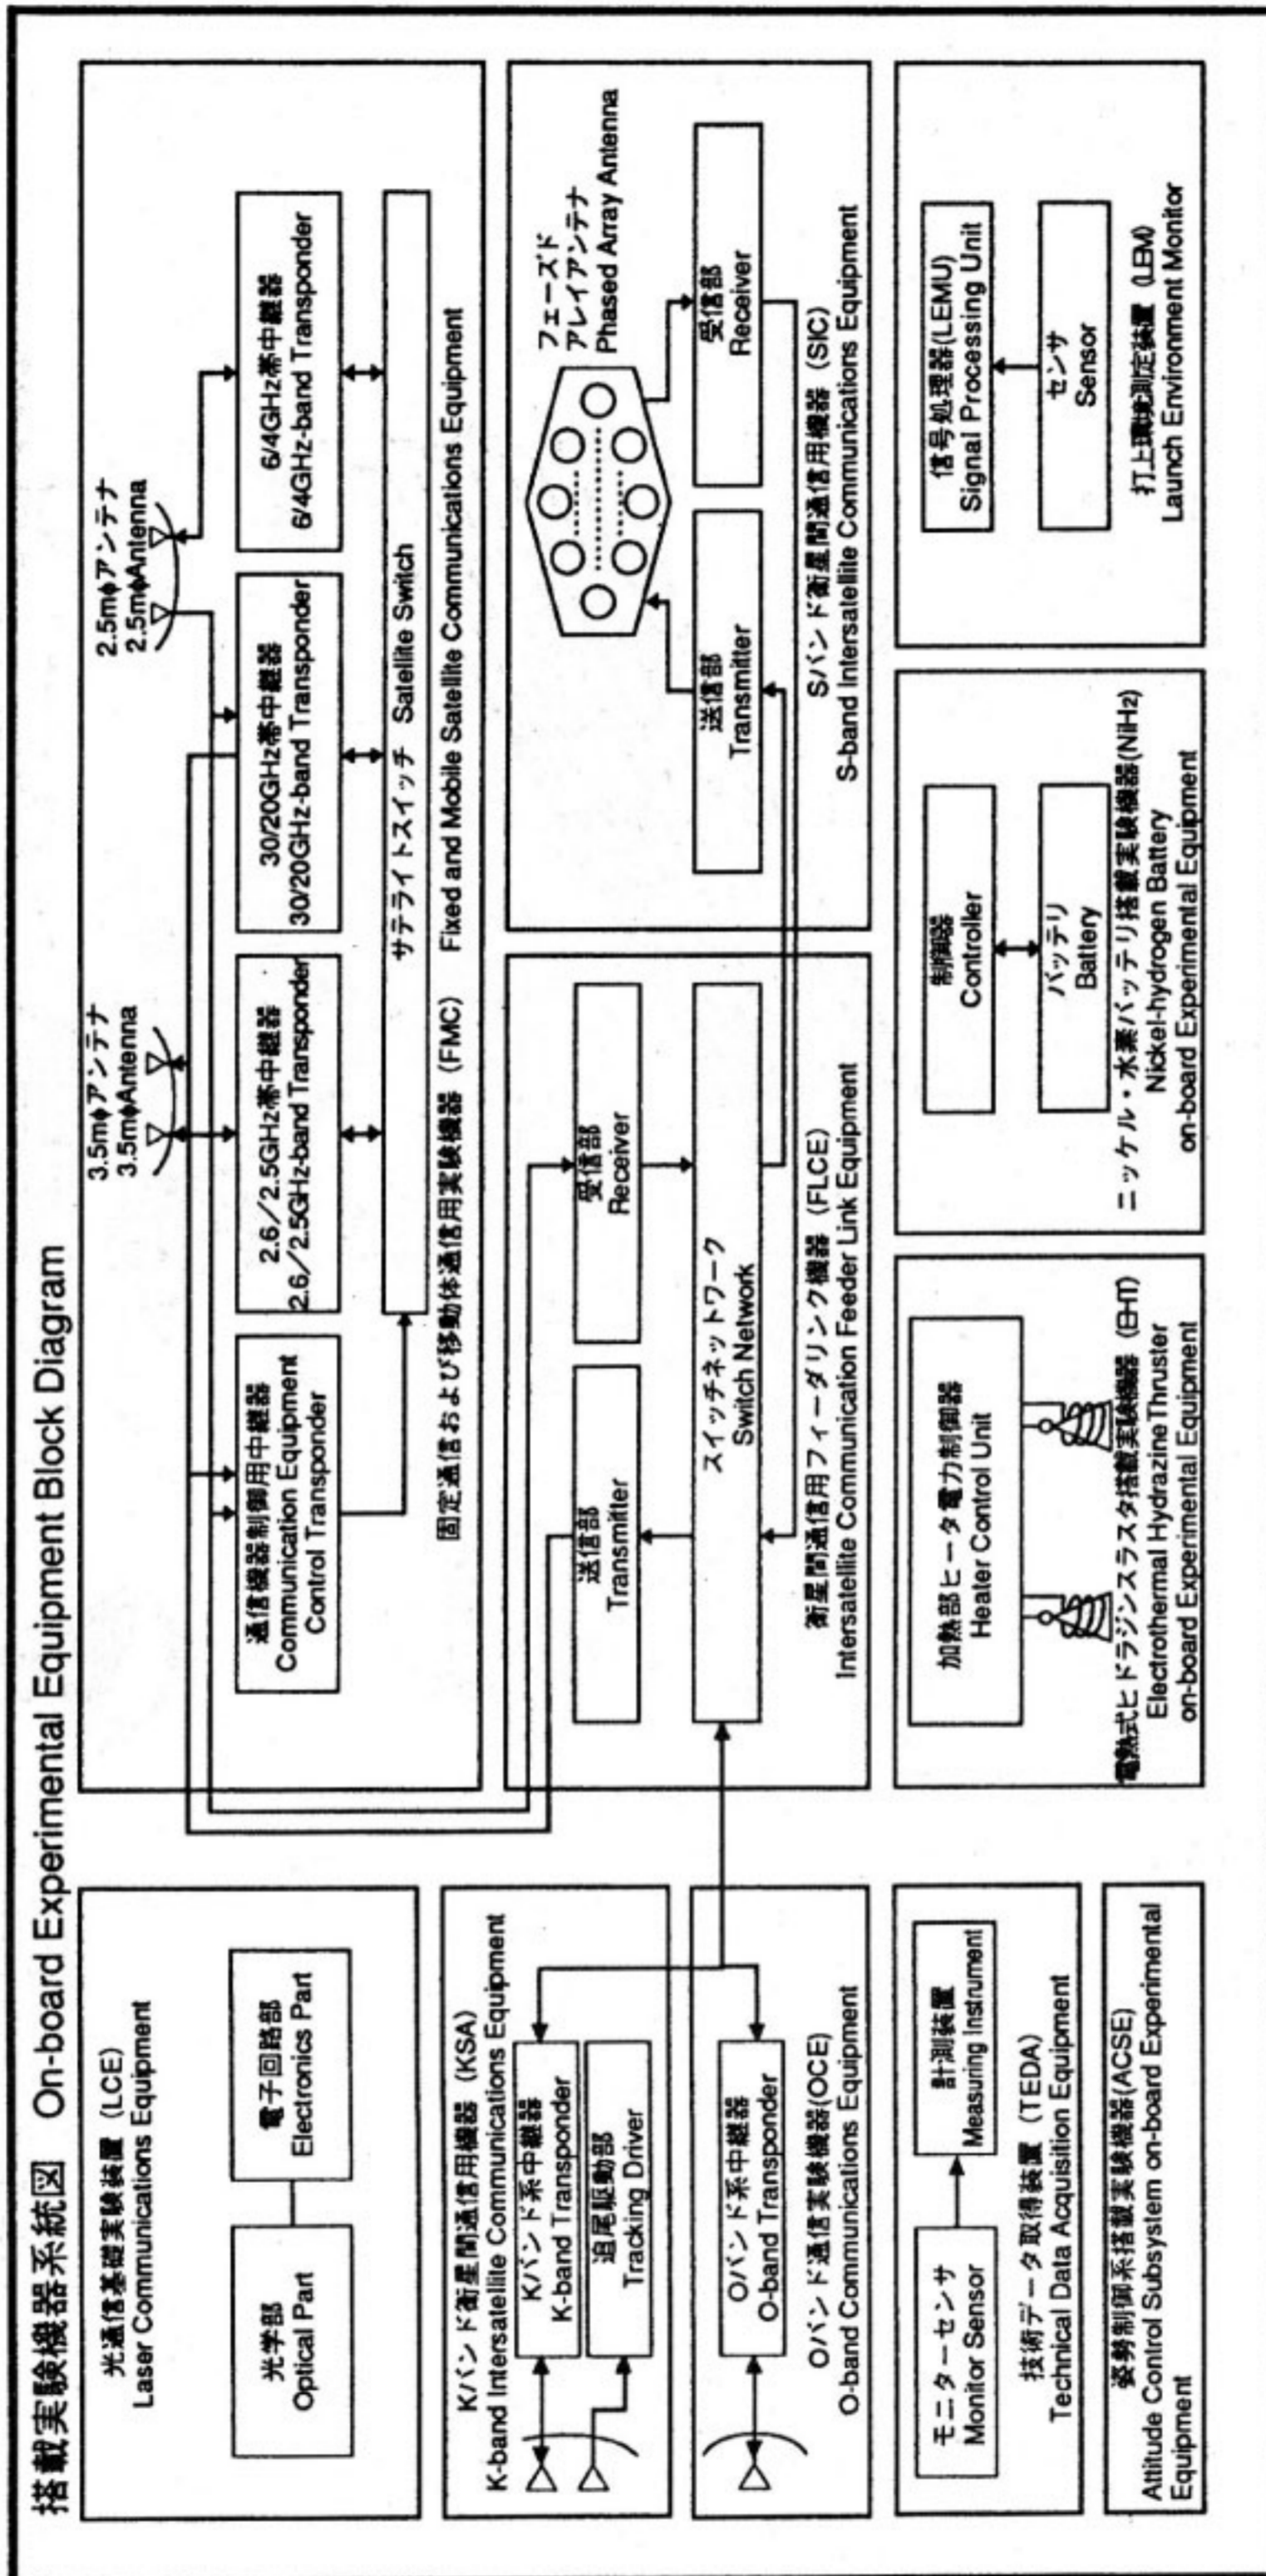 搭載実験機器系統図 On-board Experimental Equipment Block Diagram
光通信基礎実験装置 (LCE)
Laser Communications Equipment
光学部
Optical Part
電子回路部
Electronics Part
Kバンド衛星間通信用機器 (KSA)
K-band Intersatellite Communications Equipment
Kバンド系中継器
K-band Transponder
追尾駆動部
Tracking Driver
Oバンド系中継器
O-band Transponder
Oバンド通信実験機器(OCE)
O-band Communications Equipment
モニターセンサ
Monitor Sensor
計測装置
Measuring Instrument
技術データ取得装置 (TEDA)
Technical Data Acquisition Equipment
姿勢制御系搭載実験機器(ACSE)
Attitude Control Subsystem on-board Experimental
Equipment
3.5mφアンテナ
3.5mφAntenna
2.5mφアンテナ
2.5mφAntenna
通信機器制御用中継器
Communication Equipment
Control Transponder
2.6/2.5GHz帯中継器
2.6/2.5GHz-band Transponder
30/20GHz帯中継器
30/20GHz-band Transponder
6/4GHz帯中継器
6/4GHz-band Transponder
サテライトスイッチ Satellite Switch
固定通信および移動体通信用実験機器 (FMC) Fixed and Mobile Satellite Communications Equipment
送信部
Transmitter
受信部
Receiver
スイッチネットワーク
Switch Network
衛星間通信用フィーダリンク機器 (FLCE)
Intersatellite Communication Feeder Link Equipment
フェーズド
アレイアンテナ
Phased Array Antenna
送信部
Transmitter
受信部
Receiver
Sバンド衛星間通信用機器 (SIC)
S-band Intersatellite Communications Equipment
加熱部ヒータ電力制御器
Heater Control Unit
電熱式ヒドラジンスラスタ搭載実験機器 (EHT)
Electrothermal Hydrazine Thruster
on-board Experimental Equipment
制御器
Controller
バッテリ
Battery
ニッケル・水素バッテリ搭載実験機器(NiH2)
Nickel-hydrogen Battery
on-board Experimental Equipment
信号処理器(LEMU)
Signal Processing Unit
センサ
Sensor
打上環境測定装置 (LEM)
Launch Environment Monitor